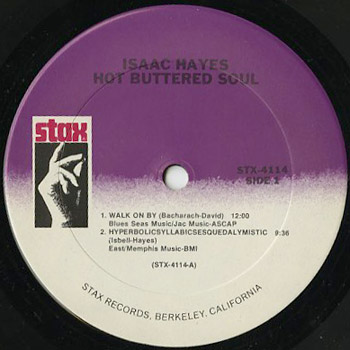 ISAAC HAYES
HOT BUTTERED SOUL
stax
STX-4114
SIDE 1
1. WALK ON BY (Bacharach-David) 12:00
Blues Seas Music/Jac Music-ASCAP
2. HYPERBOLICSYLLABICSESQUEDALYMISTIC 9:36
(Isbell-Hayes)
East/Memphis Music-BMI
(STX-4114-A)
STAX RECORDS, BERKELEY, CALIFORNIA